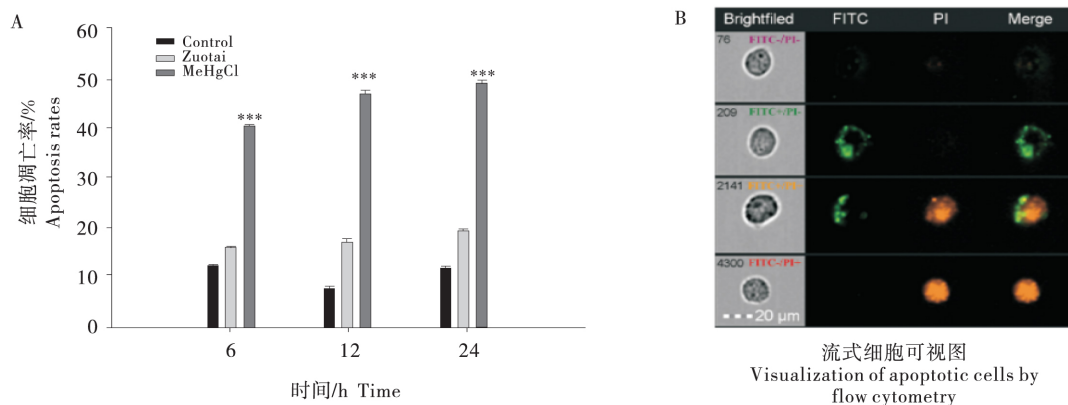 A
60
50
40
30
20
10
0
细胞凋亡率/%
Apoptosis rates
Control
Zuotai
MeHgCl
***
***
***
6
12
24
时间/h Time
B
Brightfiled
FITC
PI
Merge
76
FITC-/PI-
209
FITC+/PI-
2141
4300
FITC-/PI+
20 μm
流式细胞可视图
Visualization of apoptotic cells by
flow cytometry